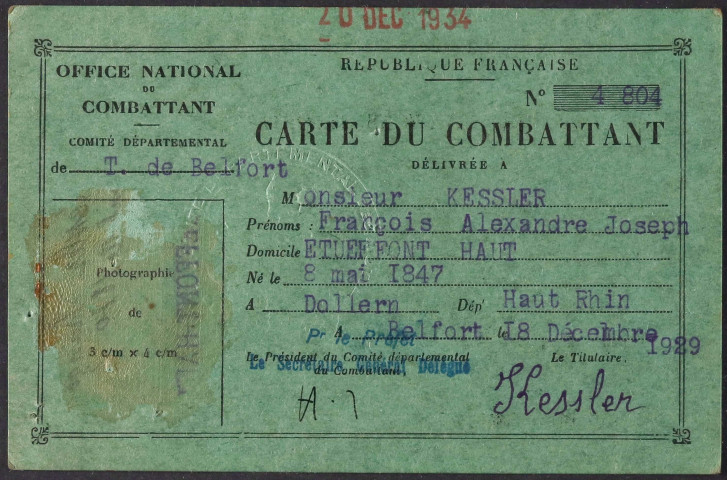 20 DEC 1934
OFFICE NATIONAL
DU
COMBATTANT
COMITÉ DÉPARTEMENTAL
de T. de Belfort
Photographie
de
3 c/m × 4 c/m
RÉPUBLIQUE FRANÇAISE
N° 4 804
CARTE DU COMBATTANT
DÉLIVRÉE A
Monsieur KESSLER
Prénoms : François Alexandre Joseph
Domicile ETUEFFONT HAUT
Né le 8 mai 1847
A Dollern Dép^t Haut Rhin
A Belfort le 18 Décembre 1929
Pr le Préfet
Le Président du Comité départemental
du Combattant,
Le Secrétaire Général Délégué
Le Titulaire.
Kessler